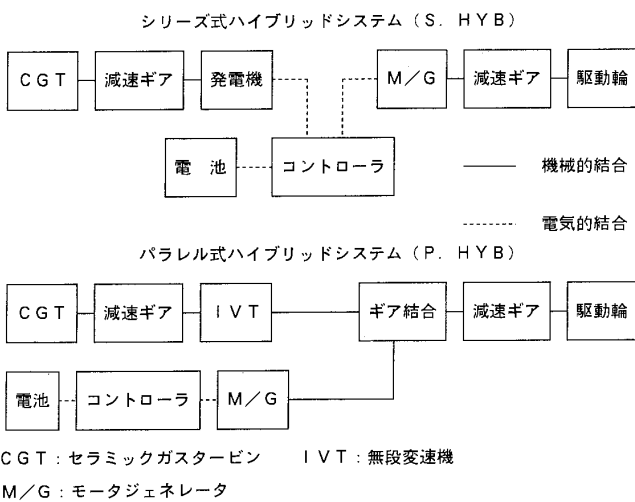 シリーズ式ハイブリッドシステム（S．HYB）
CGT 減速ギア 発電機 M／G 減速ギア 駆動輪
電 池 コントローラ 機械的結合
電気的結合
パラレル式ハイブリッドシステム（P．HYB）
CGT 減速ギア IVT ギア結合 減速ギア 駆動輪
電池 コントローラ M／G
CGT：セラミックガスタービン IVT：無段変速機
M／G：モータジェネレータ